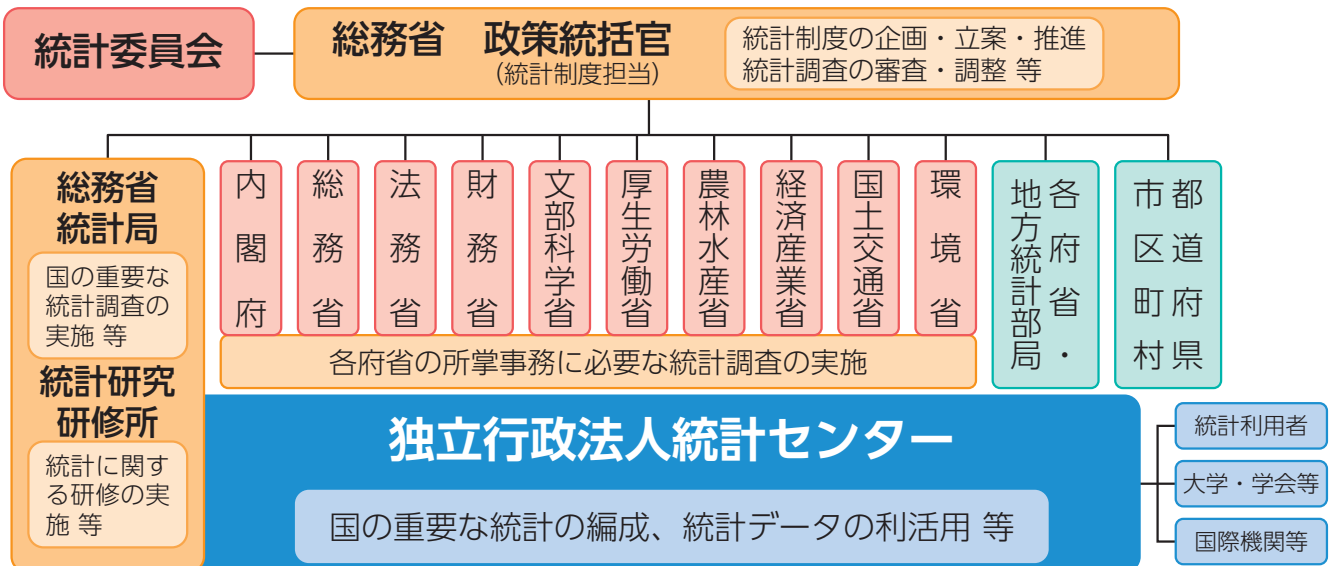 統計委員会
総務省 政策統括官
(統計制度担当)
統計制度の企画・立案・推進
統計調査の審査・調整 等
総務省
統計局
国の重要な
統計調査の
実施 等
統計研究
研修所
統計に関す
る研修の実
施 等
内閣府
総務省
法務省
財務省
文部科学省
厚生労働省
農林水産省
経済産業省
国土交通省
環境省
各府省・
地方統計部局
都道府県
市区町村
各府省の所掌事務に必要な統計調査の実施
独立行政法人統計センター
国の重要な統計の編成、統計データの利活用 等
統計利用者
大学・学会等
国際機関等